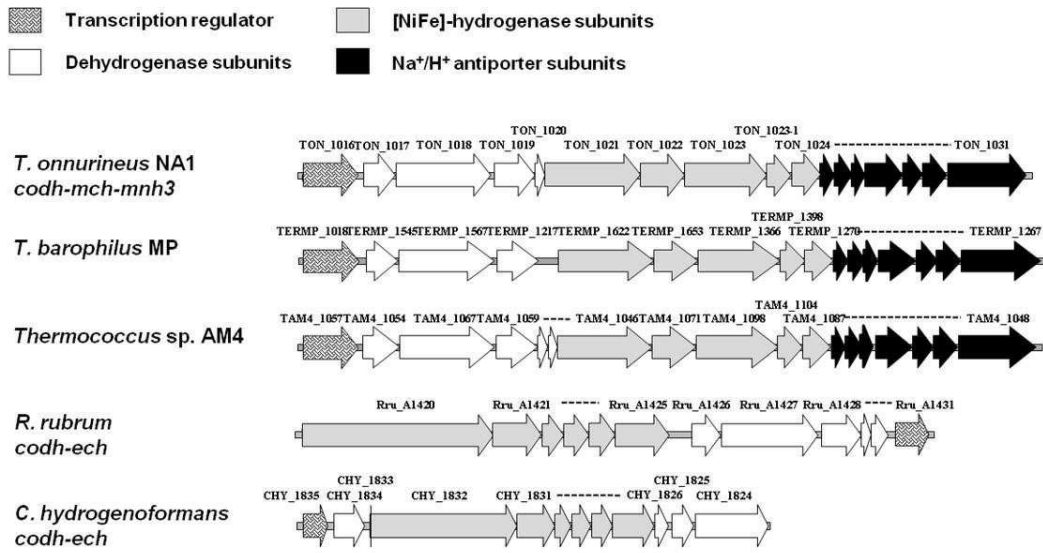 Transcription regulator
[NiFe]-hydrogenase subunits
Dehydrogenase subunits
Na⁺/H⁺ antiporter subunits
TON_1020
TON_1023-1
TON_1016 TON_1017 TON_1018 TON_1019 TON_1021 TON_1022 TON_1023 TON_1024 TON_1031
T. onnurineus NA1
codh-mch-mnh3
TERMP_1398
TERMP_1018 TERMP_1545 TERMP_1567 TERMP_1217 TERMP_1622 TERMP_1653 TERMP_1366 TERMP_1270 TERMP_1267
T. barophilus MP
TAM4_1104
TAM4_1057 TAM4_1054 TAM4_1067 TAM4_1059 TAM4_1046 TAM4_1071 TAM4_1098 TAM4_1087 TAM4_1048
Thermococcus sp. AM4
Rru_A1420 Rru_A1421 Rru_A1425 Rru_A1426 Rru_A1427 Rru_A1428 Rru_A1431
R. rubrum
codh-ech
CHY_1833 CHY_1825
CHY_1835 CHY_1834 CHY_1832 CHY_1831 CHY_1826 CHY_1824
C. hydrogenoformans
codh-ech